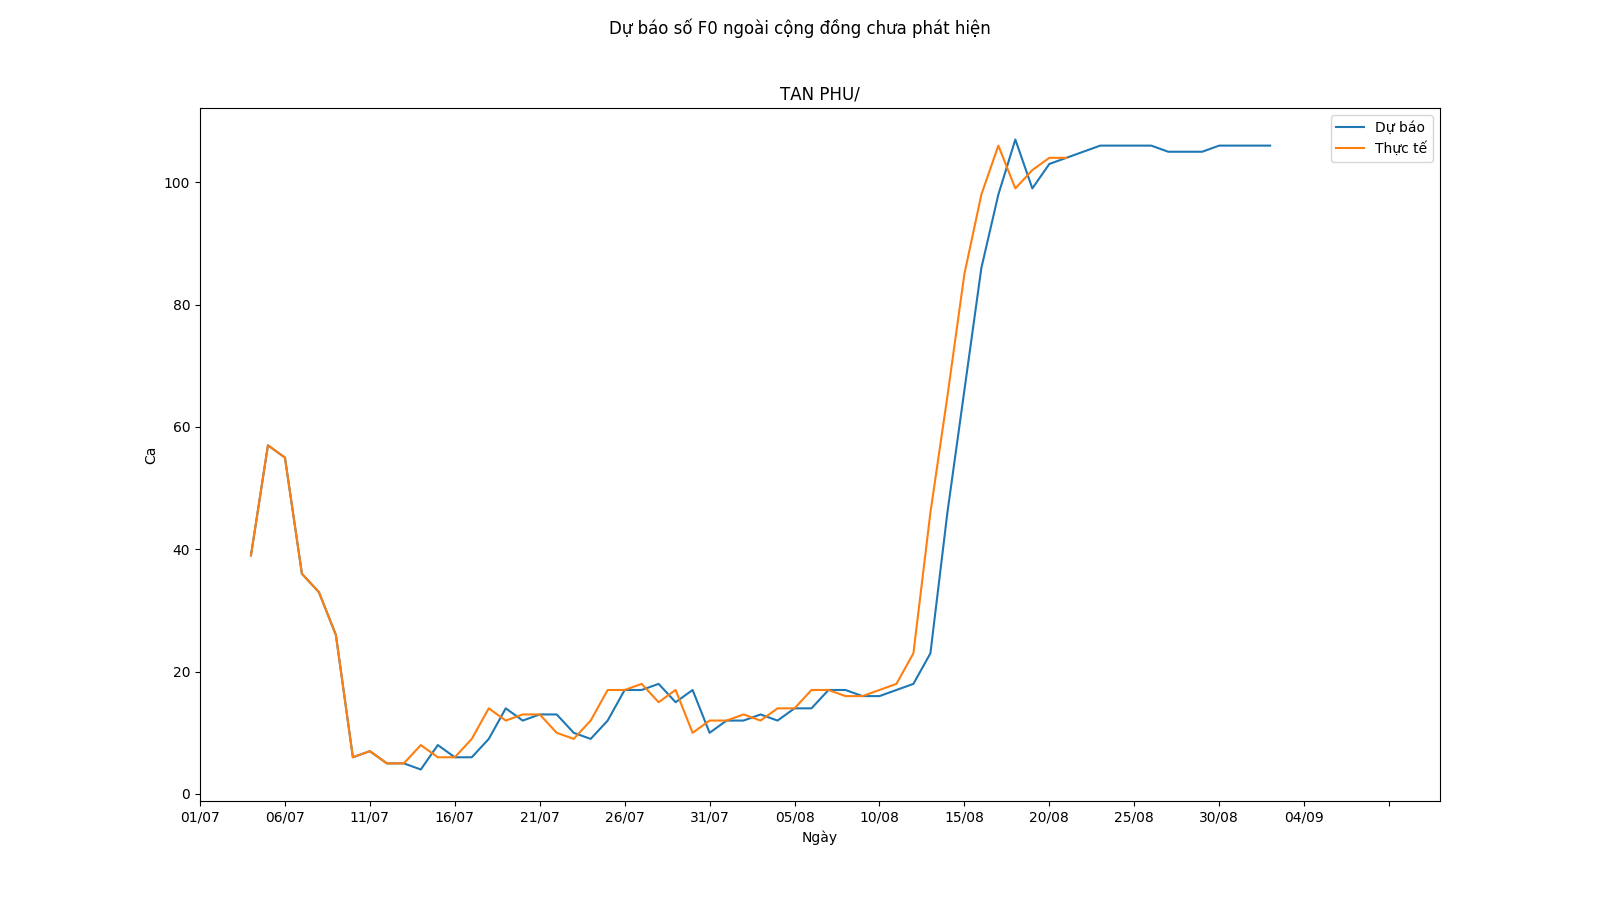 Dự báo số F0 ngoài cộng đồng chưa phát hiện
TAN PHU/
Dự báo
Thực tế
Ca
100
80
60
40
20
0
01/07 06/07 11/07 16/07 21/07 26/07 31/07 05/08 10/08 15/08 20/08 25/08 30/08 04/09
Ngày